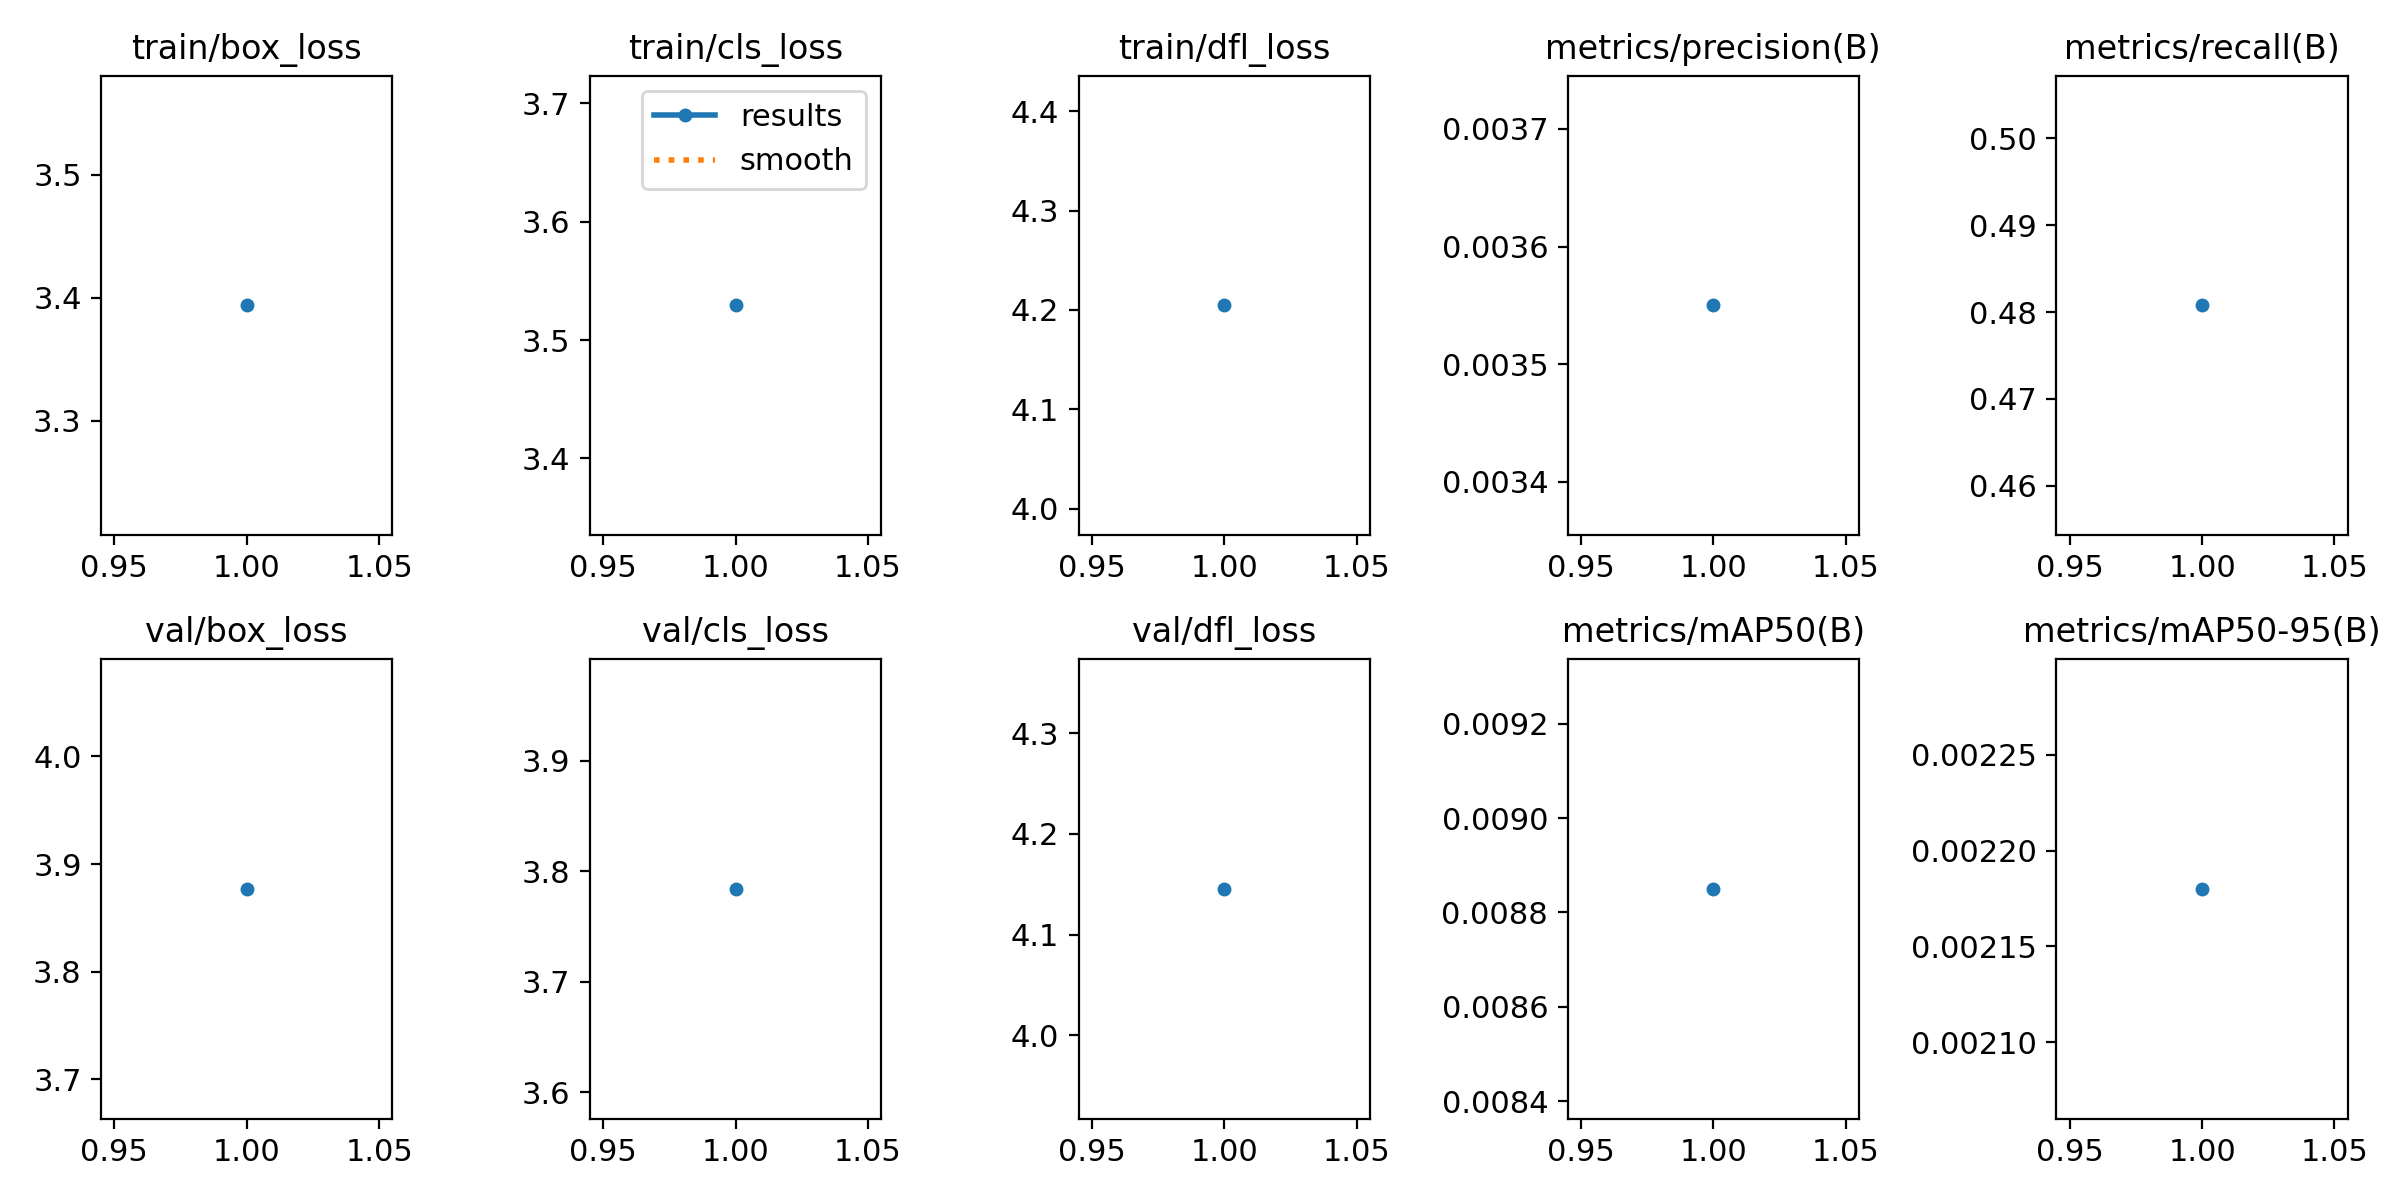 train/box_loss
3.5
3.4
3.3
0.95 1.00 1.05
train/cls_loss
results
smooth
3.7
3.6
3.5
3.4
0.95 1.00 1.05
train/dfl_loss
4.4
4.3
4.2
4.1
4.0
0.95 1.00 1.05
metrics/precision(B)
0.0037
0.0036
0.0035
0.0034
0.95 1.00 1.05
metrics/recall(B)
0.50
0.49
0.48
0.47
0.46
0.95 1.00 1.05
val/box_loss
4.0
3.9
3.8
3.7
0.95 1.00 1.05
val/cls_loss
3.9
3.8
3.7
3.6
0.95 1.00 1.05
val/dfl_loss
4.3
4.2
4.1
4.0
0.95 1.00 1.05
metrics/mAP50(B)
0.0092
0.0090
0.0088
0.0086
0.0084
0.95 1.00 1.05
metrics/mAP50-95(B)
0.00225
0.00220
0.00215
0.00210
0.95 1.00 1.05